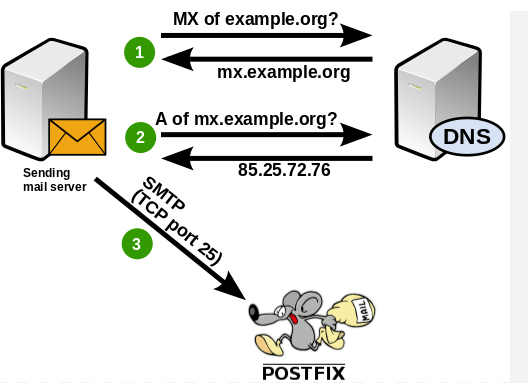 MX of example.org?
1
mx.example.org
A of mx.example.org?
2
DNS
85.25.72.76
Sending
mail server
SMTP
(TCP port 25)
3
MAIL
POSTFIX